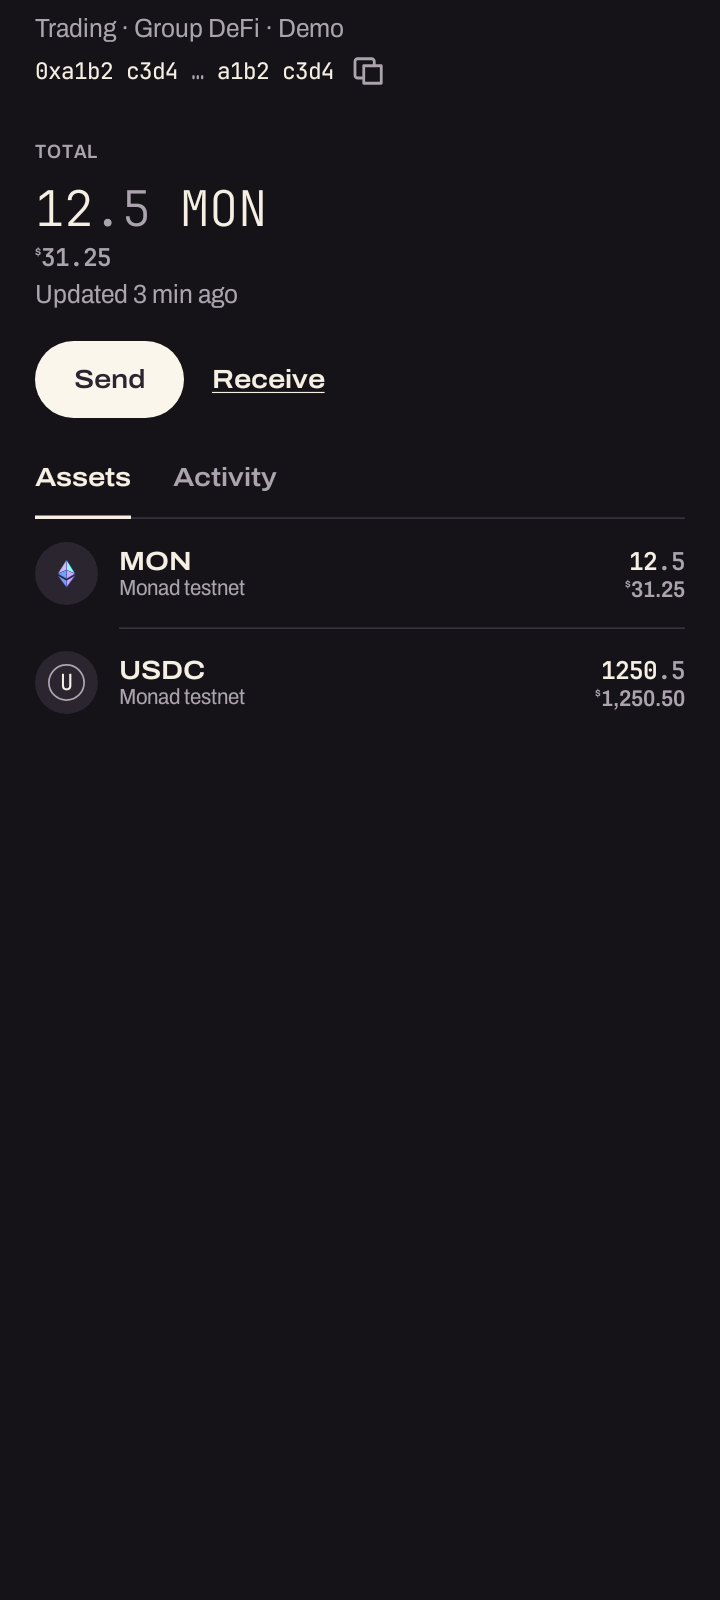 Trading · Group DeFi · Demo
0xa1b2 c3d4 … a1b2 c3d4
TOTAL
12.5 MON
$31.25
Updated 3 min ago
Send Receive
Assets Activity
MON 12.5
Monad testnet $31.25
U USDC 1250.5
Monad testnet $1,250.50